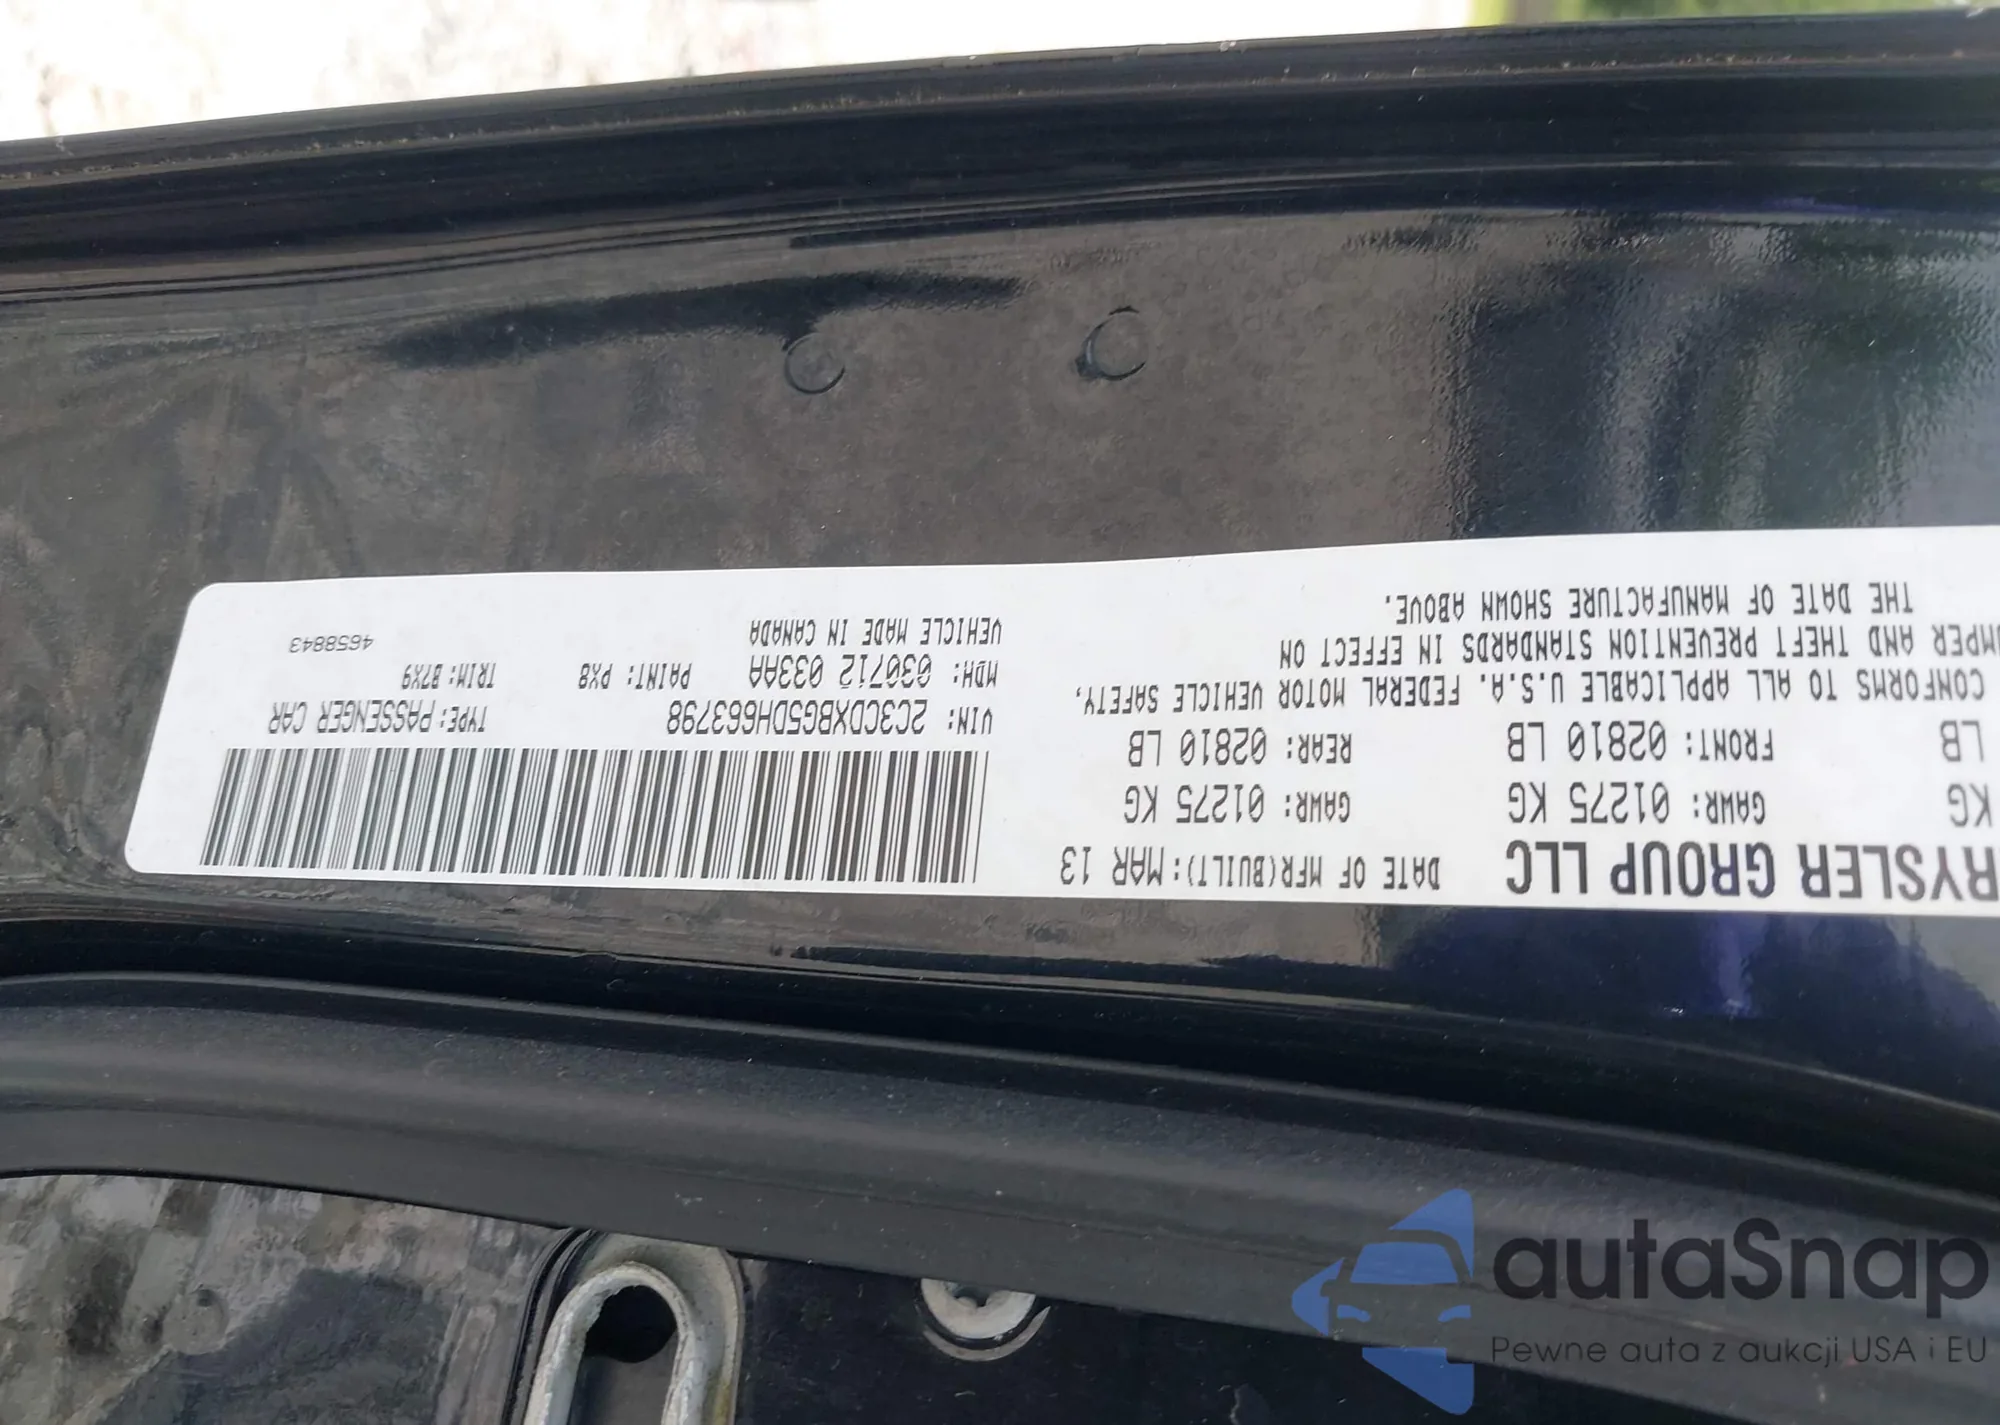 RYSLER GROUP LLC DATE OF MFR(BUILT): MAR 13
KG GAWR: 01275 KG GAWR: 01275 KG
LB FRONT: 02810 LB REAR: 02810 LB
CONFORMS TO ALL APPLICABLE U.S.A. FEDERAL MOTOR VEHICLE SAFETY,
MPER AND THEFT PREVENTION STANDARDS IN EFFECT ON
THE DATE OF MANUFACTURE SHOWN ABOVE.
VIN: 2C3CDXBG5DH663798 TYPE: PASSENGER CAR
MDH: 030712 033AA PAINT: PX8 TRIM: B7X9
VEHICLE MADE IN CANADA 4658843
autaSnap
Pewne auta z aukcji USA i EU